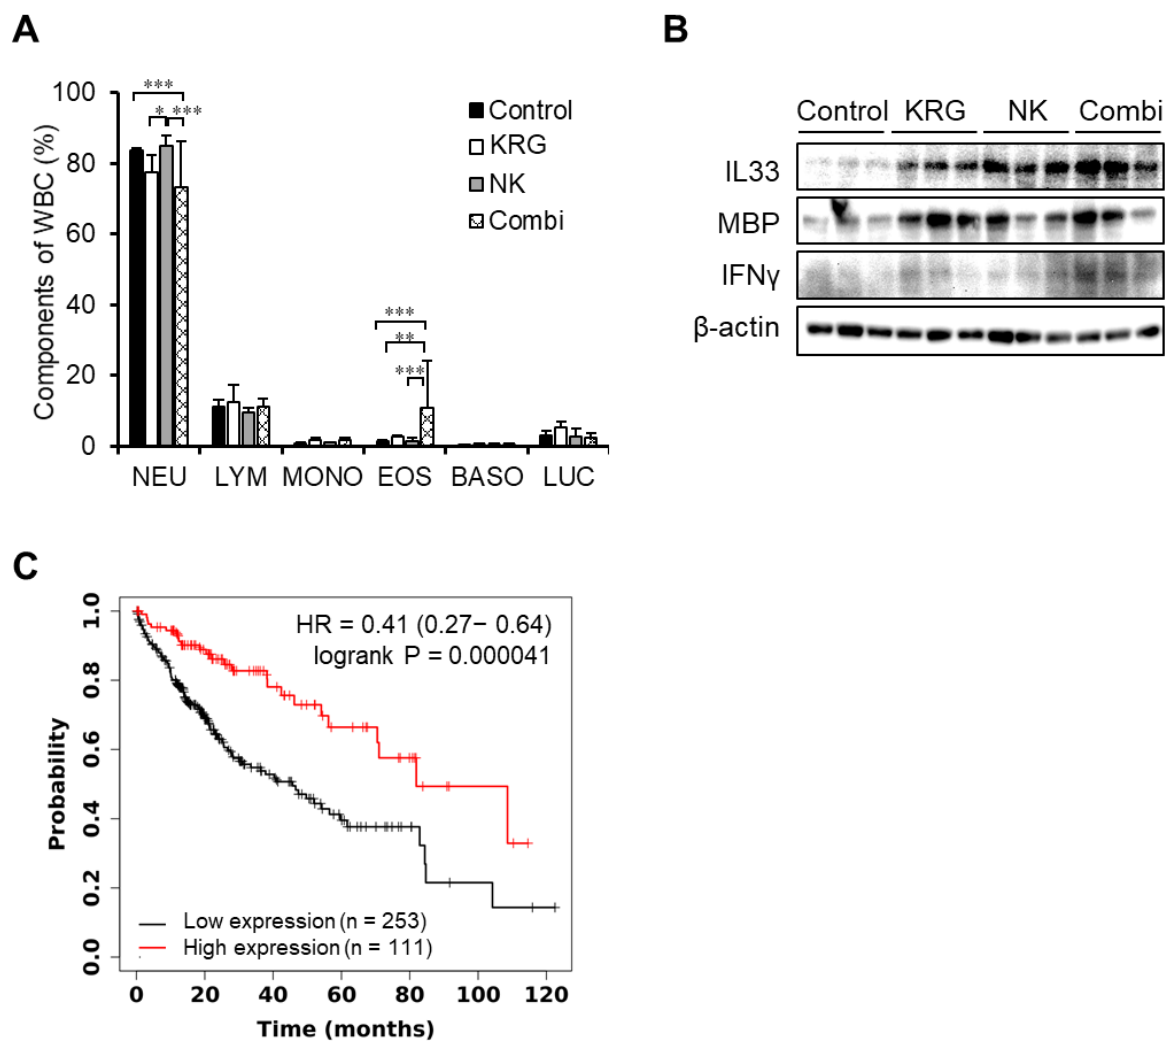 A
Components of WBC (%)
100
80
60
40
20
0
***
* ***
***
**
***
Control
KRG
NK
Combi
NEU LYM MONO EOS BASO LUC
B
Control KRG NK Combi
IL33
MBP
IFNγ
β-actin
C
Probability
1.0
0.8
0.6
0.4
0.2
0.0
HR = 0.41 (0.27− 0.64)
logrank P = 0.000041
Low expression (n = 253)
High expression (n = 111)
0 20 40 60 80 100 120
Time (months)